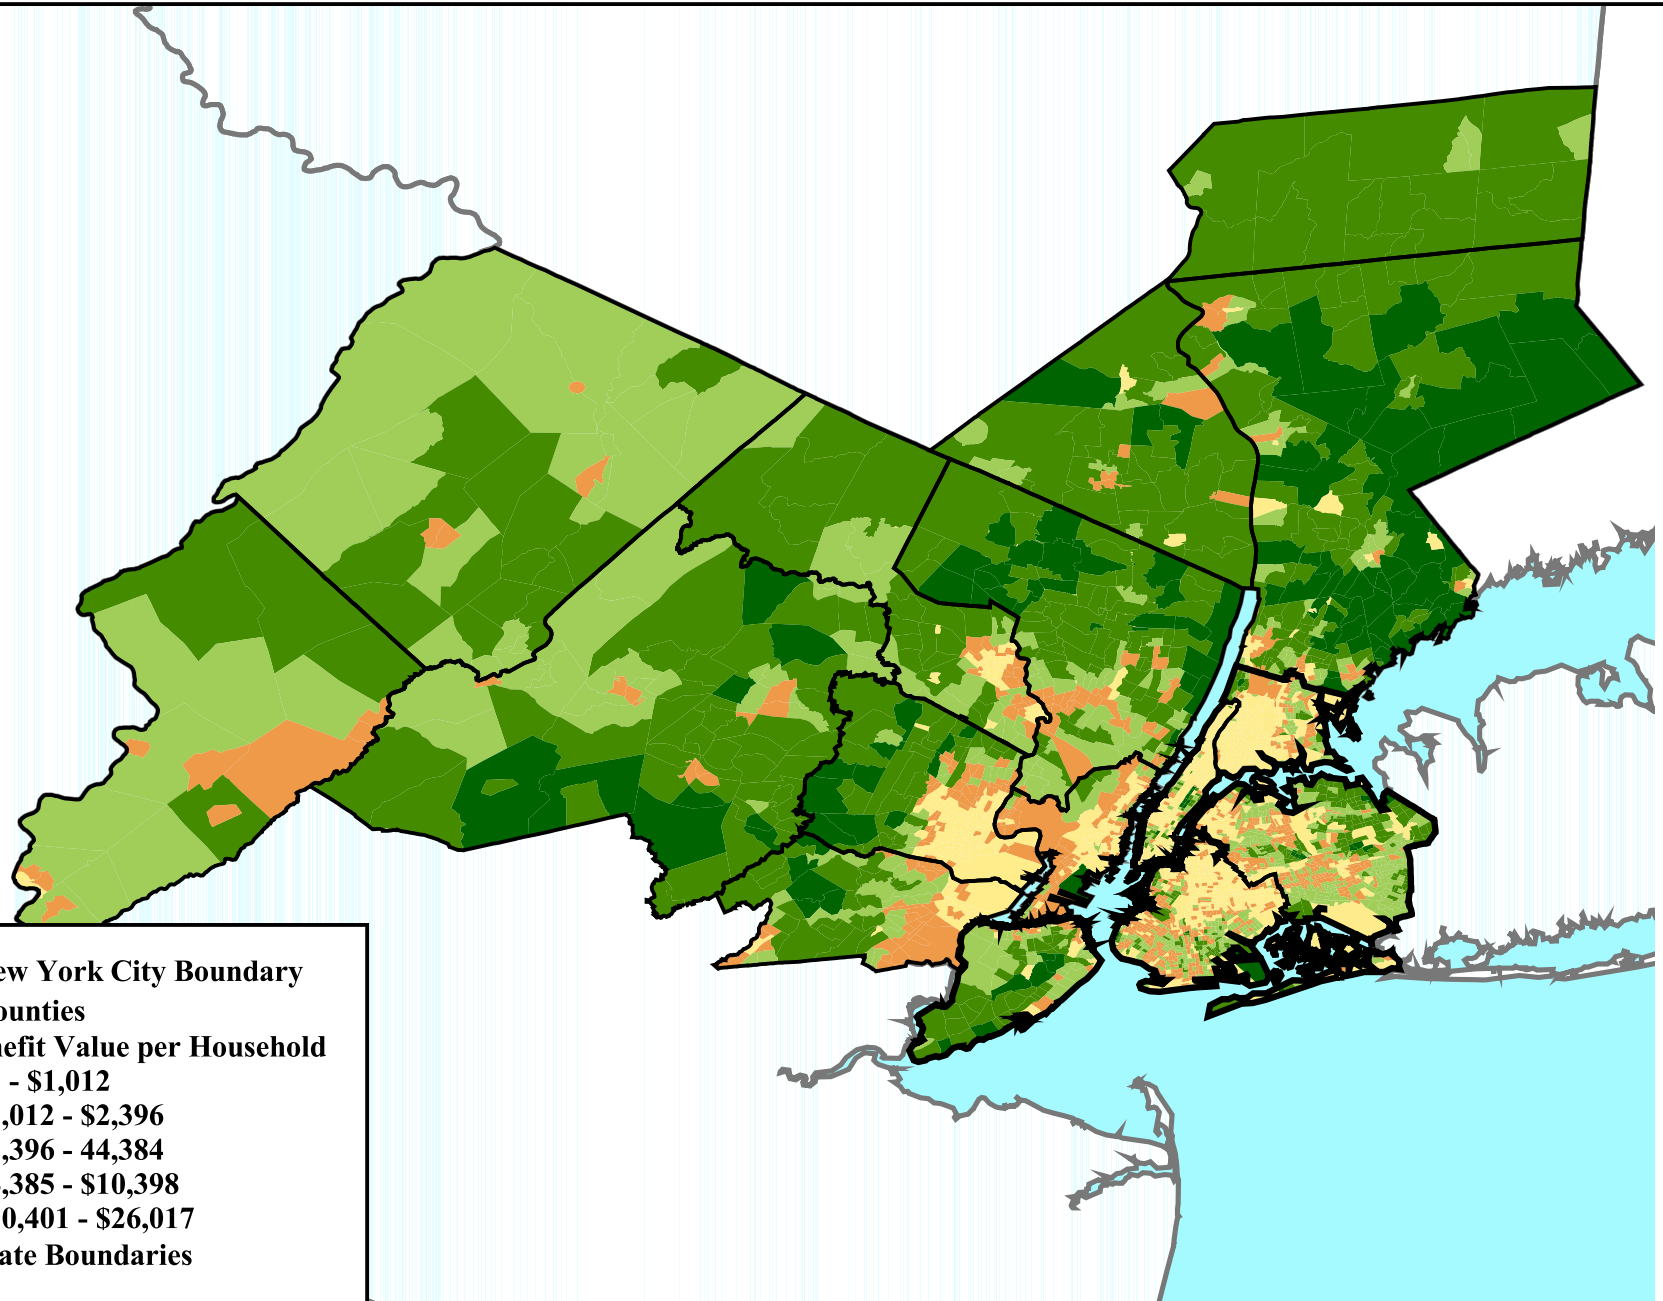 ew York City Boundary
ounties
nefit Value per Household
- $1,012
,012 - $2,396
,396 - 44,384
,385 - $10,398
0,401 - $26,017
ate Boundaries